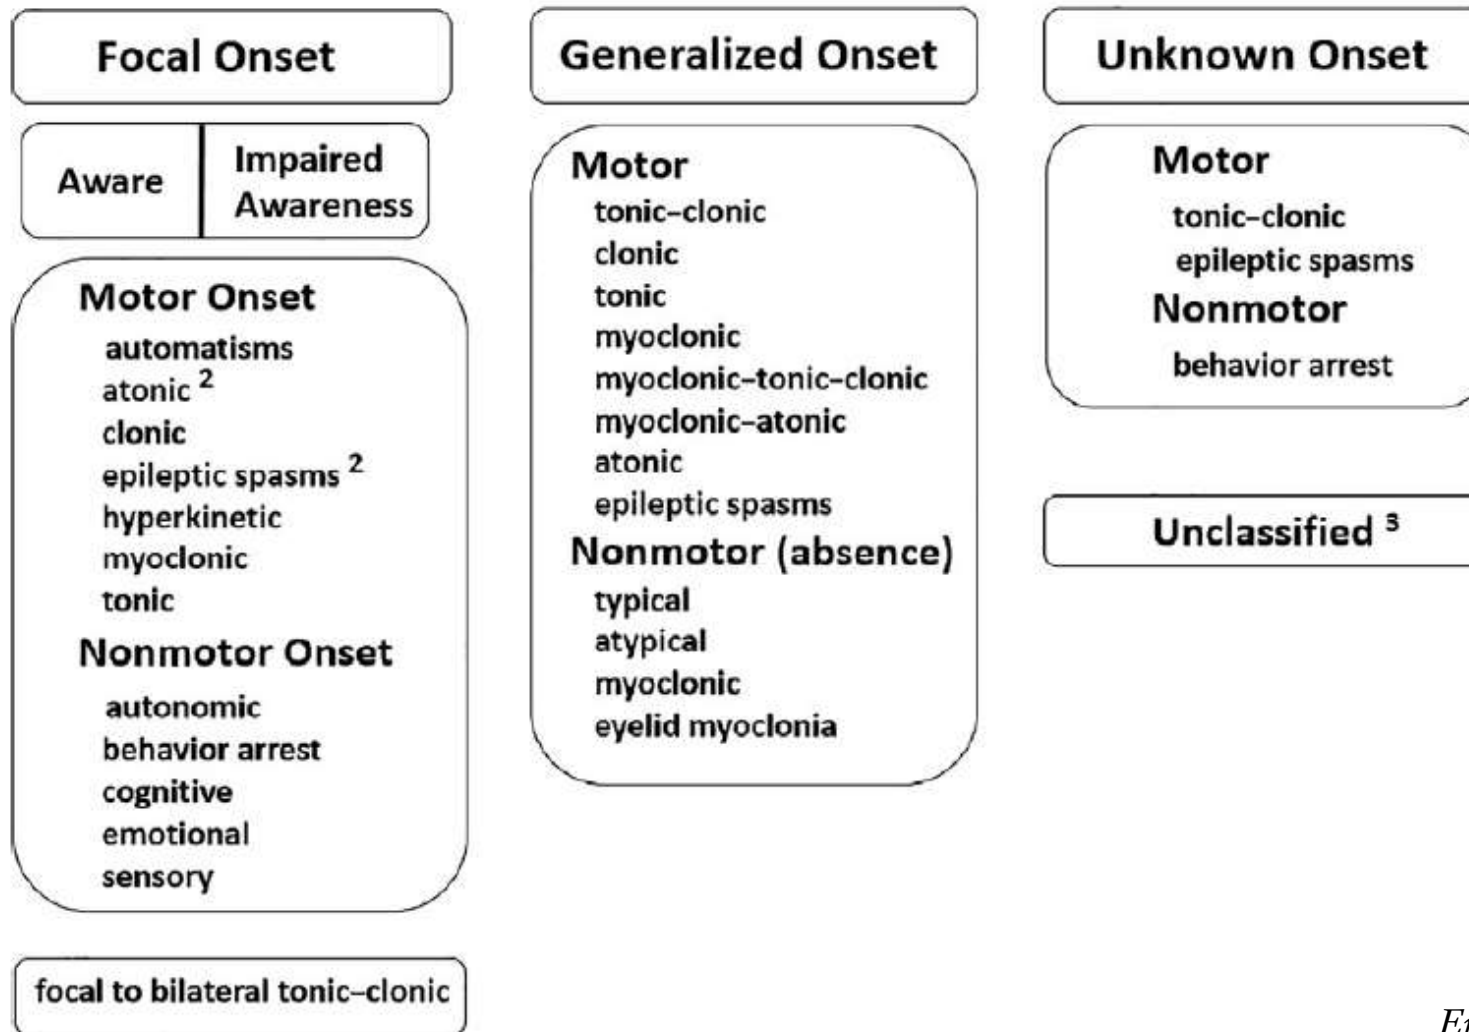 Focal Onset
Aware
Impaired
Awareness
Motor Onset
automatisms
atonic ²
clonic
epileptic spasms ²
hyperkinetic
myoclonic
tonic
Nonmotor Onset
autonomic
behavior arrest
cognitive
emotional
sensory
focal to bilateral tonic–clonic
Generalized Onset
Motor
tonic–clonic
clonic
tonic
myoclonic
myoclonic–tonic–clonic
myoclonic–atonic
atonic
epileptic spasms
Nonmotor (absence)
typical
atypical
myoclonic
eyelid myoclonia
Unknown Onset
Motor
tonic–clonic
epileptic spasms
Nonmotor
behavior arrest
Unclassified ³